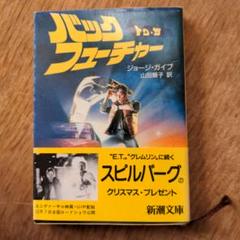 バック
トゥ・ザ
フューチャー
ジョージ・ガイプ
山田順子 訳
"E.T."グレムリンに続く
スピルバーグの
クリスマス・プレゼント
新潮文庫